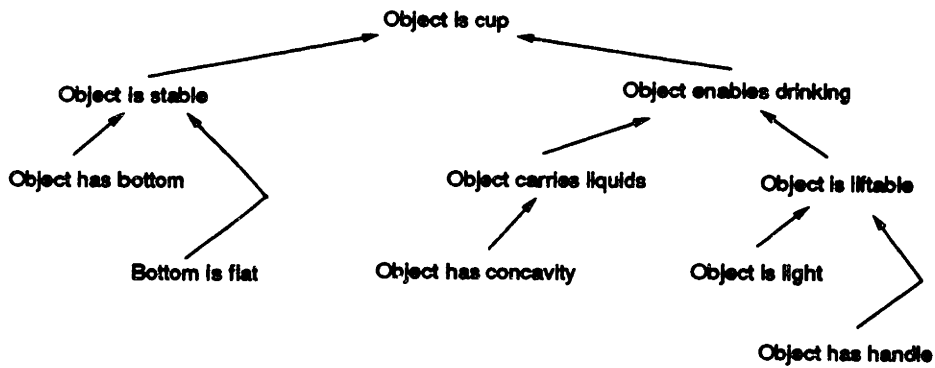 Object is cup
Object is stable
Object enables drinking
Object has bottom
Object carries liquids
Object is liftable
Bottom is flat
Object has concavity
Object is light
Object has handle